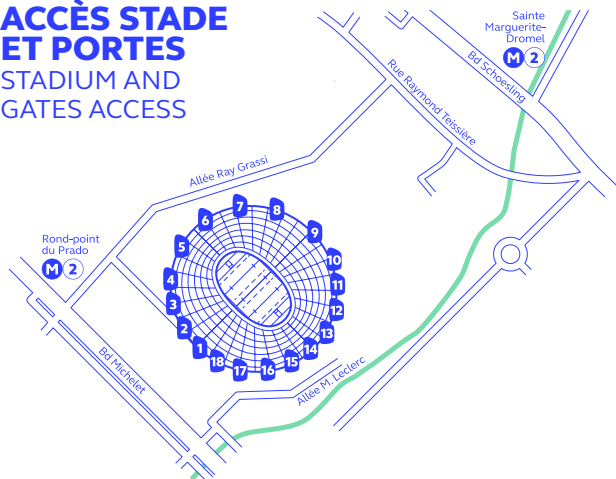 ACCÈS STADE
ET PORTES
STADIUM AND
GATES ACCESS
Sainte
Marguerite-
Dromel
M 2
Bd Schoesling
Rue Raymond Teissière
Allée Ray Grassi
Rond-point
du Prado
M 2
7
8
6
9
5
10
4
11
3
12
2
13
1
14
18
15
17
16
Bd Michelet
Allée M. Leclerc